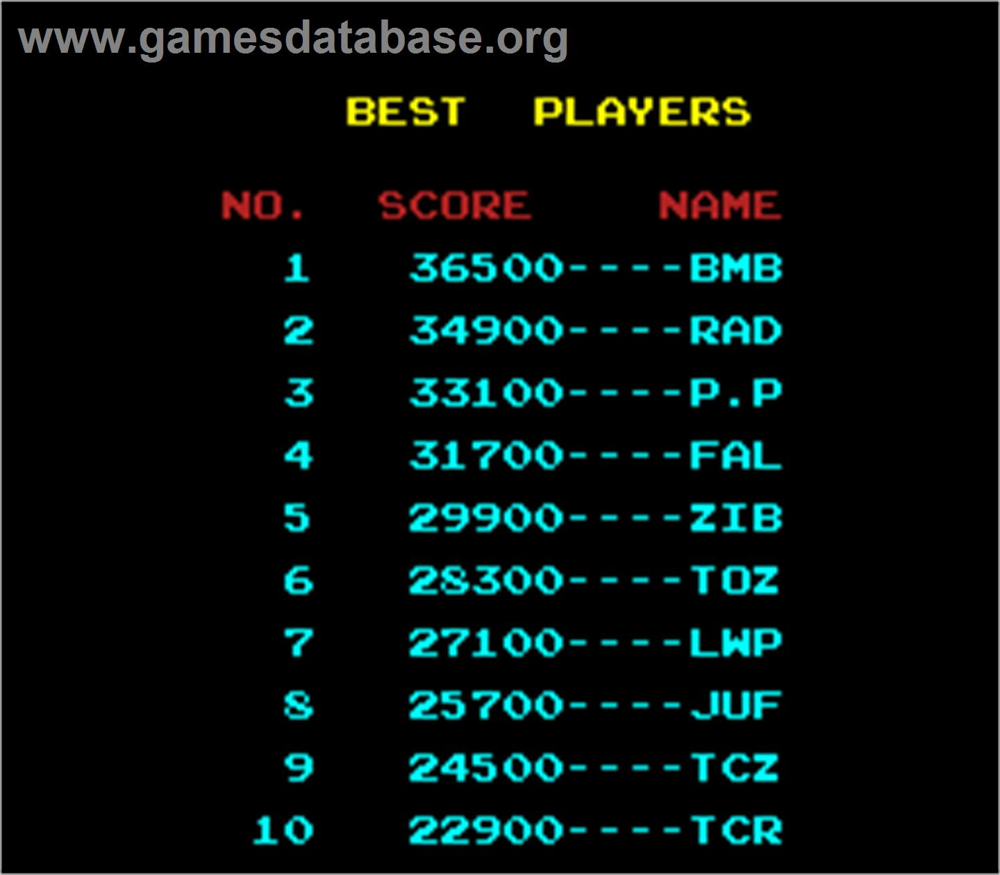 www.gamesdatabase.org
BEST PLAYERS
NO. SCORE NAME
1 36500----BMB
2 34900----RAD
3 33100----P.P
4 31700----FAL
5 29900----ZIB
6 28300----TOZ
7 27100----LWP
8 25700----JUF
9 24500----TCZ
10 22900----TCR